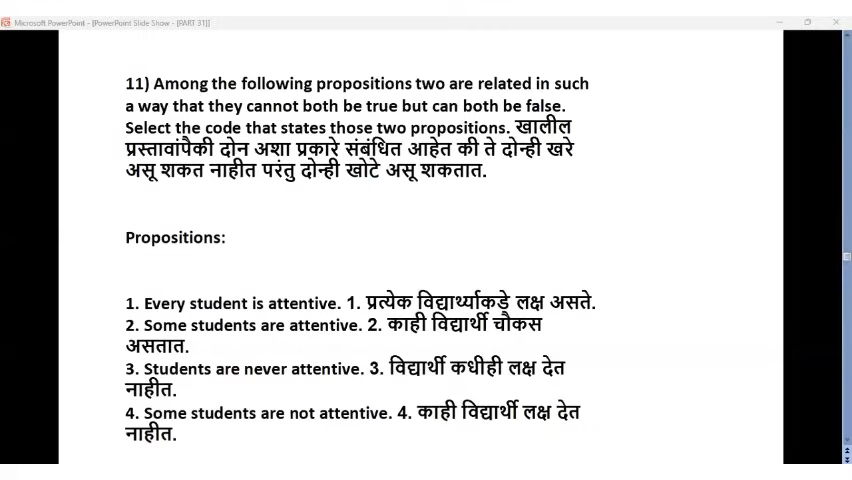 Microsoft PowerPoint - [PowerPoint Slide Show - [PART 31]]
11) Among the following propositions two are related in such
a way that they cannot both be true but can both be false.
Select the code that states those two propositions. खालील
प्रस्तावांपैकी दोन अशा प्रकारे संबंधित आहेत की ते दोन्ही खरे
असू शकत नाहीत परंतु दोन्ही खोटे असू शकतात.
Propositions:
1. Every student is attentive. 1. प्रत्येक विद्यार्थ्याकडे लक्ष असते.
2. Some students are attentive. 2. काही विद्यार्थी चौकस
असतात.
3. Students are never attentive. 3. विद्यार्थी कधीही लक्ष देत
नाहीत.
4. Some students are not attentive. 4. काही विद्यार्थी लक्ष देत
नाहीत.